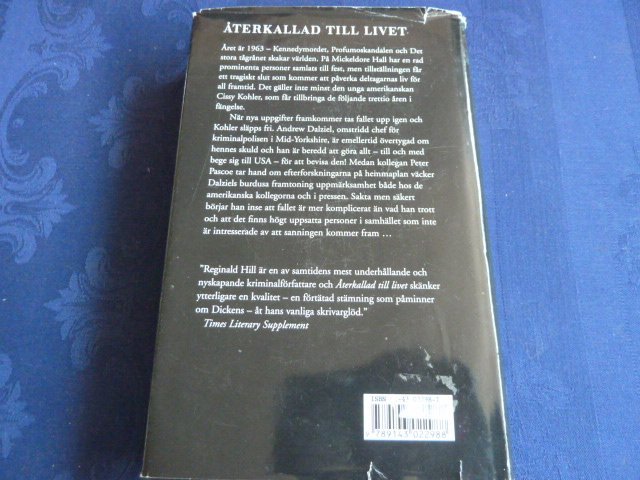 ÅTERKALLAD TILL LIVET
Året är 1963 – Kennedymordet, Profumoskandalen och Det
stora tågrånet skakar världen. På Mickeldore Hall har en rad
prominenta personer samlats till fest, men tillställningen får
ett tragiskt slut som kommer att påverka deltagarnas liv för
all framtid. Det gäller inte minst den unga amerikanskan
Cissy Kohler, som får tillbringa de följande trettio åren i
fängelse.
När nya uppgifter framkommer tas fallet upp igen och
Kohler släpps fri. Andrew Dalziel, omstridd chef för
kriminalpolisen i Mid-Yorkshire, är emellertid övertygad om
hennes skuld och han är beredd att göra allt – till och med
bege sig till USA – för att bevisa den! Medan kollegan Peter
Pascoe tar hand om efterforskningarna på hemmaplan väcker
Dalziels burdusa framtoning uppmärksamhet både hos de
amerikanska kollegorna och i pressen. Sakta men säkert
börjar han inse att fallet är mer komplicerat än vad han trott
och att det finns högt uppsatta personer i samhället som inte
är intresserade av att sanningen kommer fram ...
"Reginald Hill är en av samtidens mest underhållande och
nyskapande kriminalförfattare och Återkallad till livet skänker
ytterligare en kvalitet – en förtätad stämning som påminner
om Dickens – åt hans vanliga skrivarglöd."
Times Literary Supplement
ISBN
9 789143 022988